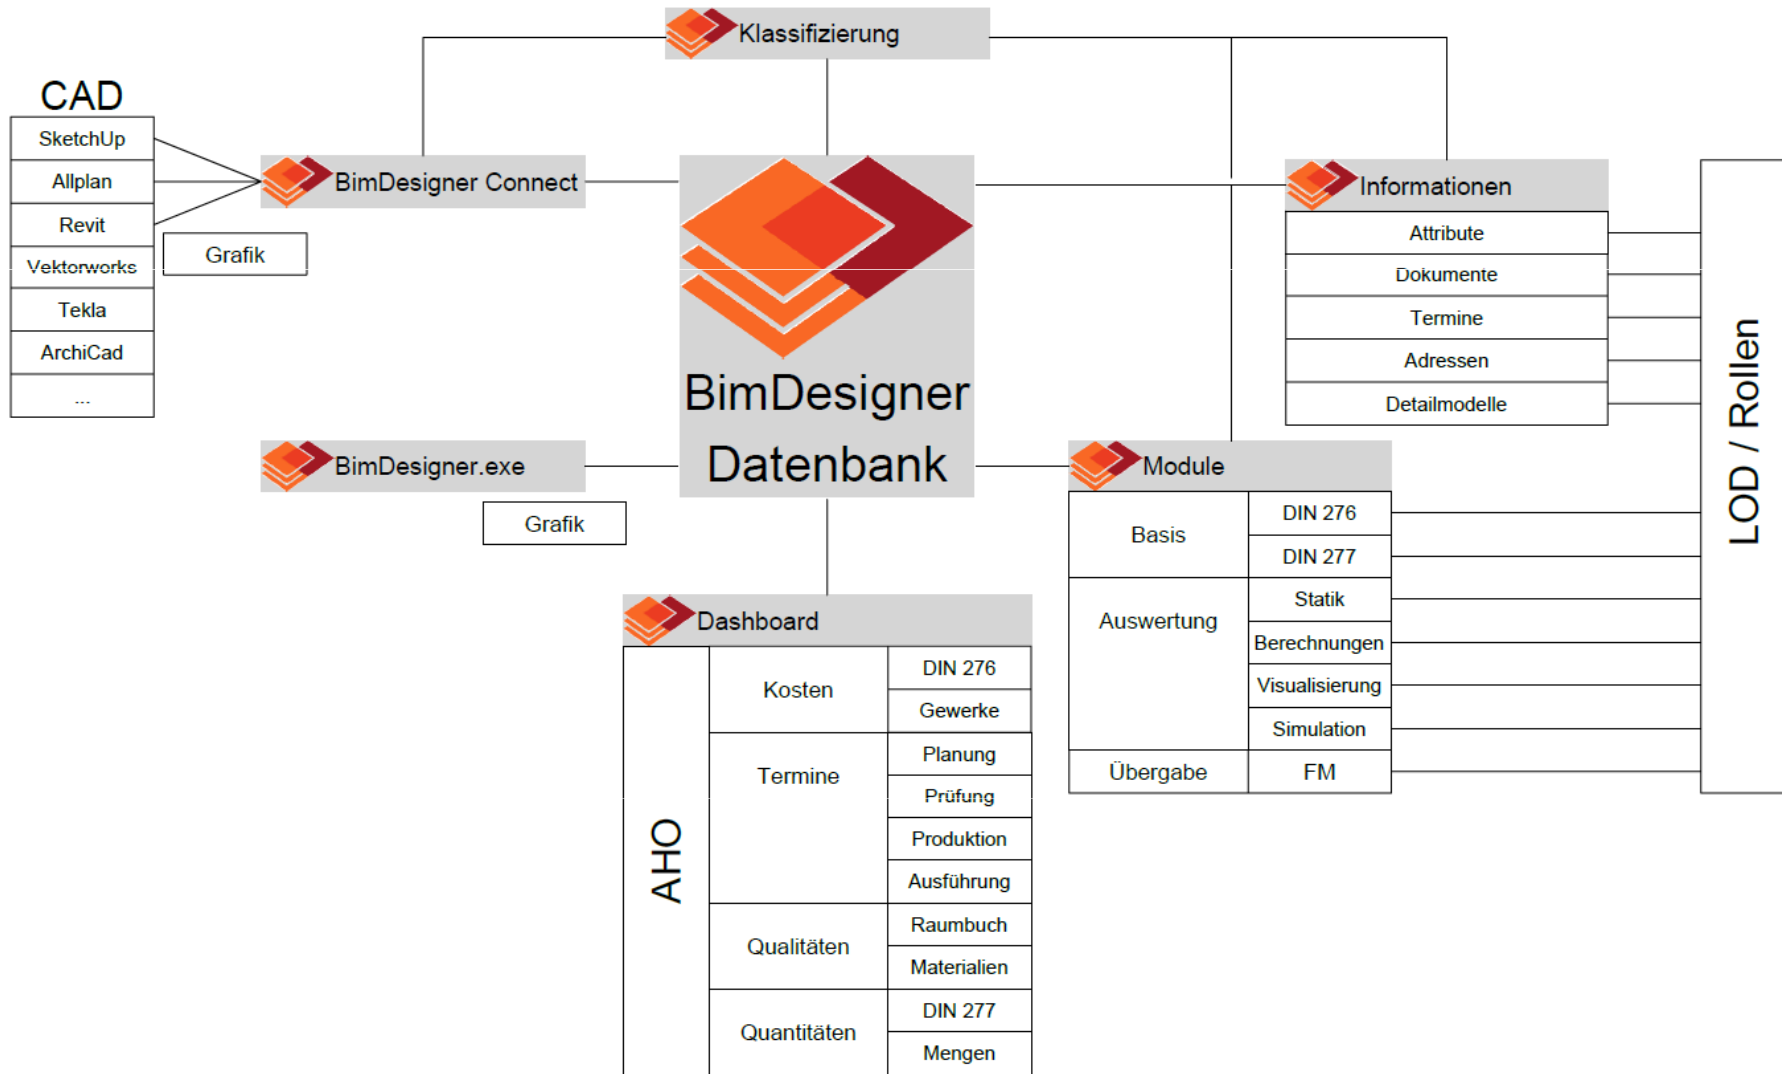 Klassifizierung
CAD
SketchUp
Allplan
Revit
Vektorworks
Tekla
ArchiCad
...
BimDesigner Connect
Grafik
BimDesigner
Datenbank
BimDesigner.exe
Grafik
Informationen
Attribute
Dokumente
Termine
Adressen
Detailmodelle
LOD / Rollen
Module
Basis
DIN 276
DIN 277
Auswertung
Statik
Berechnungen
Visualisierung
Simulation
Übergabe
FM
Dashboard
AHO
Kosten
DIN 276
Gewerke
Termine
Planung
Prüfung
Produktion
Ausführung
Qualitäten
Raumbuch
Materialien
Quantitäten
DIN 277
Mengen